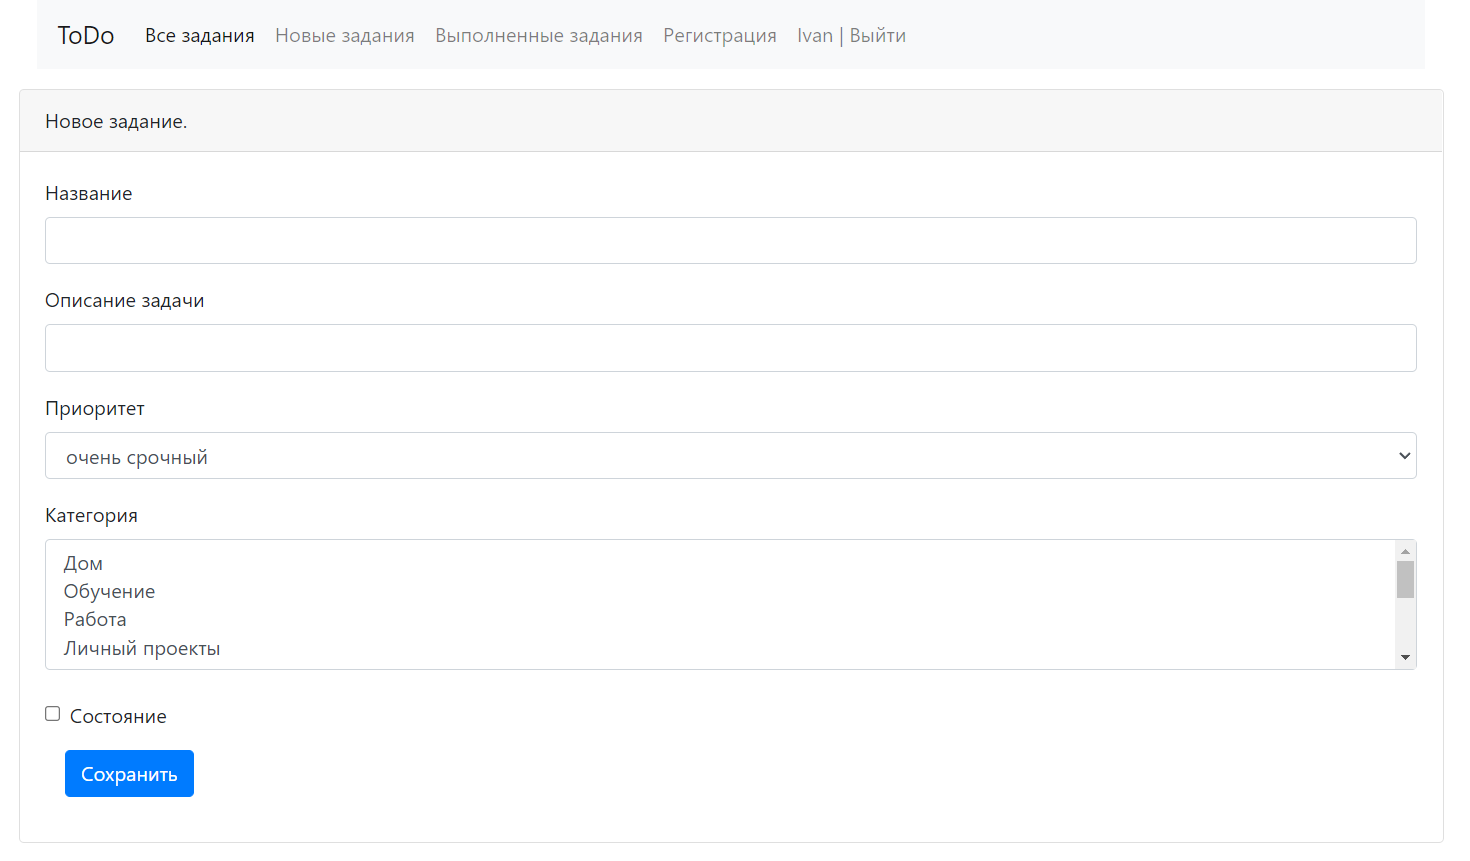 ToDo Все задания Новые задания Выполненные задания Регистрация Ivan | Выйти
Новое задание.
Название
Описание задачи
Приоритет
очень срочный
Категория
Дом
Обучение
Работа
Личный проекты
Состояние
Сохранить